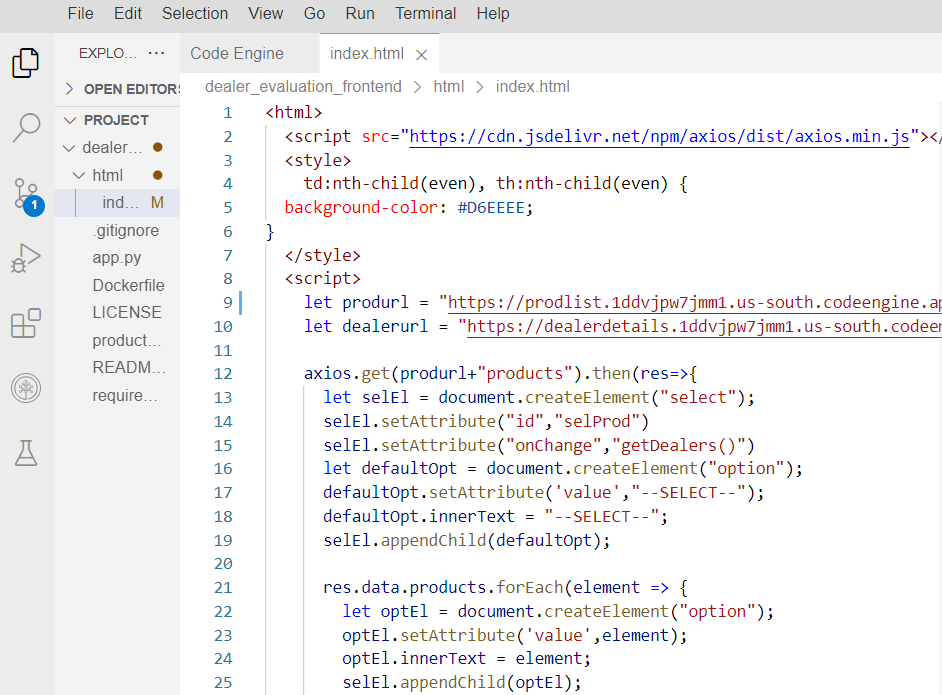 File Edit Selection View Go Run Terminal Help
EXPLO... ···
Code Engine
index.html
OPEN EDITORS
dealer_evaluation_frontend > html > index.html
PROJECT
dealer...
html
ind... M
.gitignore
app.py
Dockerfile
LICENSE
product...
READM...
require...
1
1 <html>
2 <script src="https://cdn.jsdelivr.net/npm/axios/dist/axios.min.js"></
3 <style>
4 td:nth-child(even), th:nth-child(even) {
5 background-color: #D6EEEE;
6 }
7 </style>
8 <script>
9 let produrl = "https://prodlist.1ddvjpw7jmm1.us-south.codeengine.ap
10 let dealerurl = "https://dealerdetails.1ddvjpw7jmm1.us-south.codeen
11
12 axios.get(produrl+"products").then(res=>{
13 let selEl = document.createElement("select");
14 selEl.setAttribute("id","selProd")
15 selEl.setAttribute("onChange","getDealers()")
16 let defaultOpt = document.createElement("option");
17 defaultOpt.setAttribute('value',"--SELECT--");
18 defaultOpt.innerText = "--SELECT--";
19 selEl.appendChild(defaultOpt);
20
21 res.data.products.forEach(element => {
22 let optEl = document.createElement("option");
23 optEl.setAttribute('value',element);
24 optEl.innerText = element;
25 selEl.appendChild(optEl);